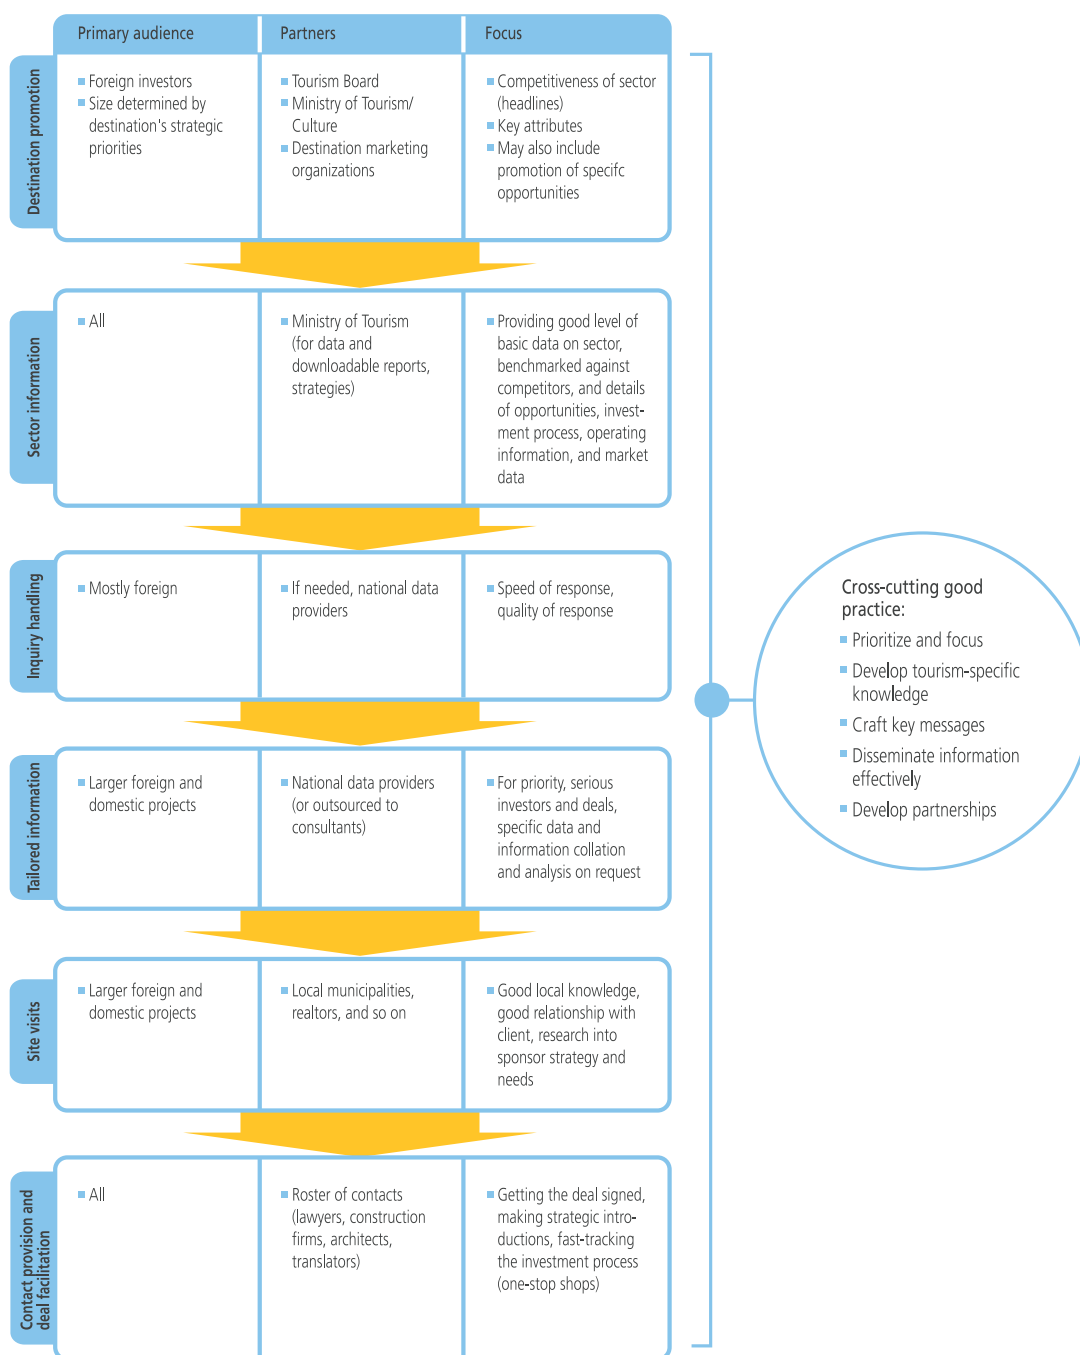 Primary audience
Partners
Focus
Destination promotion
Foreign investors
Size determined by
destination's strategic
priorities
Tourism Board
Ministry of Tourism/
Culture
Destination marketing
organizations
Competitiveness of sector
(headlines)
Key attributes
May also include
promotion of specifc
opportunities
Sector information
All
Ministry of Tourism
(for data and
downloadable reports,
strategies)
Providing good level of
basic data on sector,
benchmarked against
competitors, and details
of opportunities, invest-
ment process, operating
information, and market
data
Inquiry handling
Mostly foreign
If needed, national data
providers
Speed of response,
quality of response
Tailored information
Larger foreign and
domestic projects
National data providers
(or outsourced to
consultants)
For priority, serious
investors and deals,
specific data and
information collation
and analysis on request
Site visits
Larger foreign and
domestic projects
Local municipalities,
realtors, and so on
Good local knowledge,
good relationship with
client, research into
sponsor strategy and
needs
Contact provision and
deal facilitation
All
Roster of contacts
(lawyers, construction
firms, architects,
translators)
Getting the deal signed,
making strategic intro-
ductions, fast-tracking
the investment process
(one-stop shops)
Cross-cutting good
practice:
Prioritize and focus
Develop tourism-specific
knowledge
Craft key messages
Disseminate information
effectively
Develop partnerships